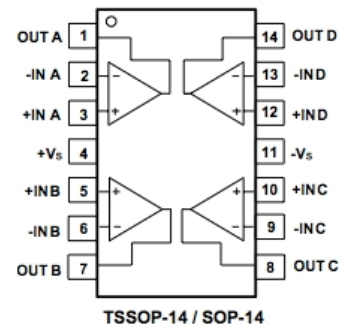 OUT A 1 14 OUT D
-IN A 2 - - 13 -IND
+IN A 3 + + 12 +IND
+Vs 4 11 -Vs
+INB 5 + + 10 +INC
-INB 6 - - 9 -INC
OUT B 7 8 OUT C
TSSOP-14 / SOP-14